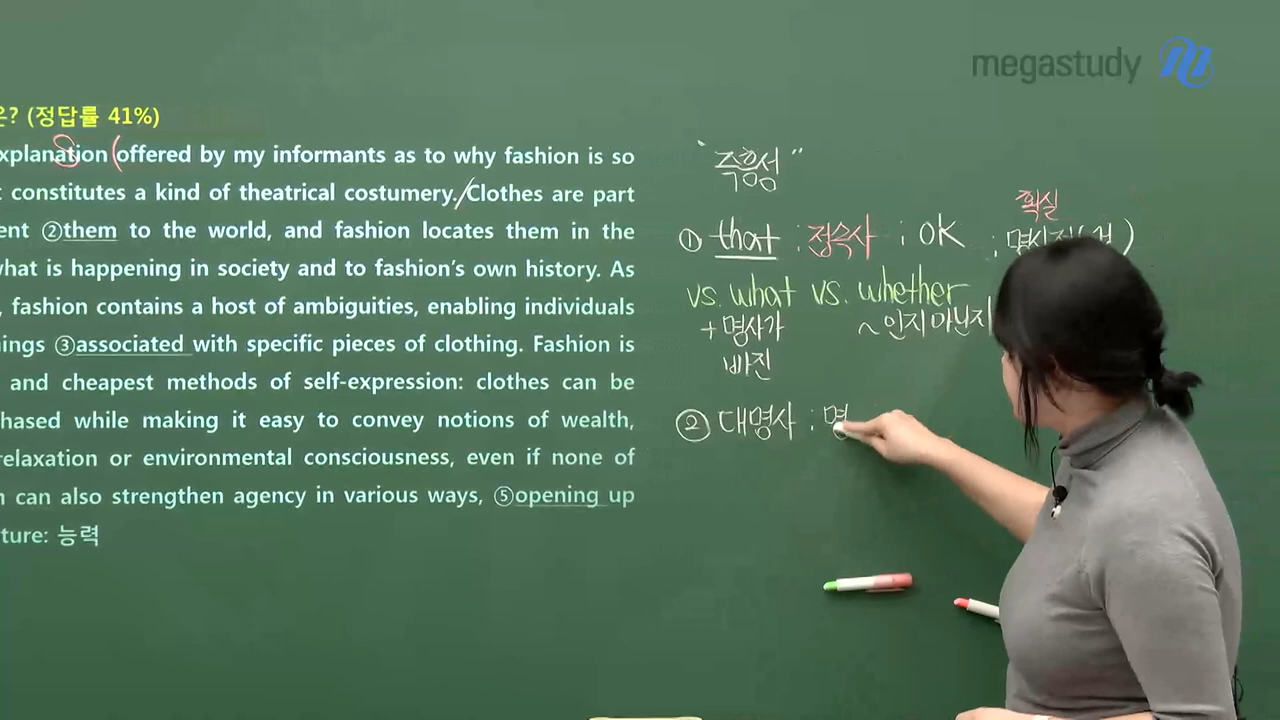 megastudy
은? (정답률 41%)
xplanation (offered by my informants as to why fashion is so
t constitutes a kind of theatrical costumery./Clothes are part
ent ②them to the world, and fashion locates them in the
what is happening in society and to fashion's own history. As
, fashion contains a host of ambiguities, enabling individuals
ings ③associated with specific pieces of clothing. Fashion is
and cheapest methods of self-expression: clothes can be
hased while making it easy to convey notions of wealth,
relaxation or environmental consciousness, even if none of
n can also strengthen agency in various ways, ⑤opening up
ture: 능력
"즉흥성"
확실
① that : 접속사 ; OK ;
vs. what vs. whether
+ 명사가 ~인지 아닌지
빠진
② 대명사 : 명